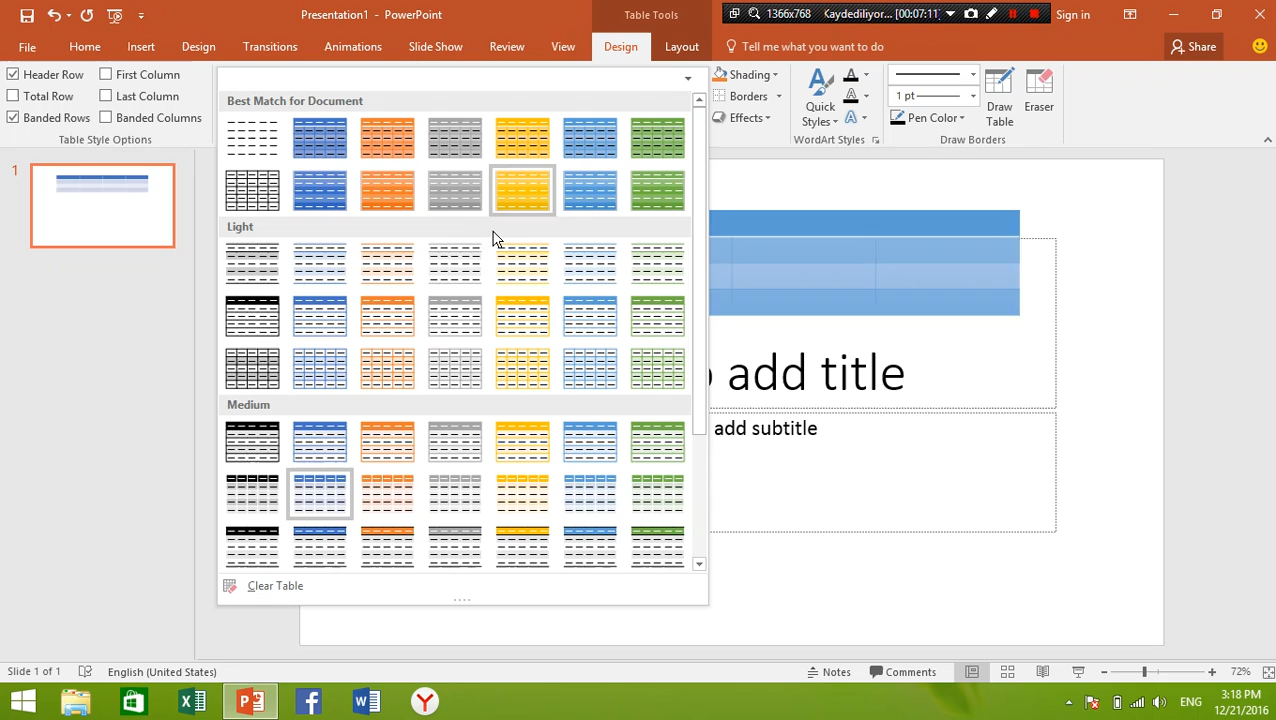 Presentation1 - PowerPoint
Table Tools
1366x768
Kaydediliyor... [00:07:11]
Sign in
File
Home
Insert
Design
Transitions
Animations
Slide Show
Review
View
Design
Layout
Tell me what you want to do
Share
Header Row
First Column
Total Row
Last Column
Banded Rows
Banded Columns
Table Style Options
Shading
Borders
Effects
Quick
Styles
WordArt Styles
1 pt
Pen Color
Draw
Table
Eraser
Draw Borders
Best Match for Document
Light
Medium
Clear Table
1
add title
add subtitle
Slide 1 of 1
English (United States)
Notes
Comments
72%
ENG
3:18 PM
12/21/2016